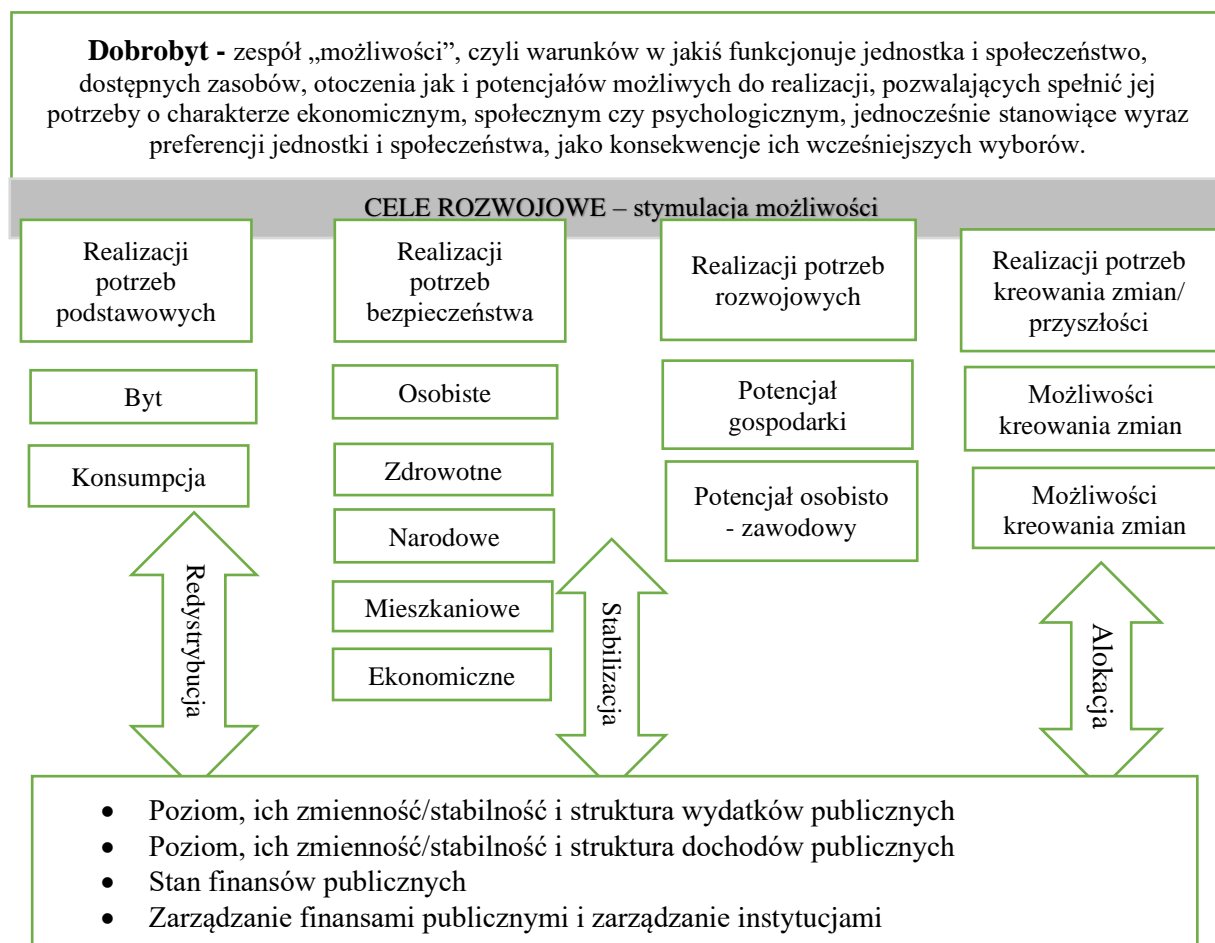 Dobrobyt - zespół „możliwości”, czyli warunków w jakiś funkcjonuje jednostka i społeczeństwo,
dostępnych zasobów, otoczenia jak i potencjałów możliwych do realizacji, pozwalających spełnić jej
potrzeby o charakterze ekonomicznym, społecznym czy psychologicznym, jednocześnie stanowiące wyraz
preferencji jednostki i społeczeństwa, jako konsekwencje ich wcześniejszych wyborów.
CELE ROZWOJOWE – stymulacja możliwości
Realizacji
potrzeb
podstawowych
Byt
Konsumpcja
Redystrybucja
Realizacji
potrzeb
bezpieczeństwa
Osobiste
Zdrowotne
Narodowe
Mieszkaniowe
Ekonomiczne
Stabilizacja
Realizacji potrzeb
rozwojowych
Potencjał
gospodarki
Potencjał osobisto
- zawodowy
Realizacji potrzeb
kreowania zmian/
przyszłości
Możliwości
kreowania zmian
Możliwości
kreowania zmian
Alokacja
• Poziom, ich zmienność/stabilność i struktura wydatków publicznych
• Poziom, ich zmienność/stabilność i struktura dochodów publicznych
• Stan finansów publicznych
• Zarządzanie finansami publicznymi i zarządzanie instytucjami